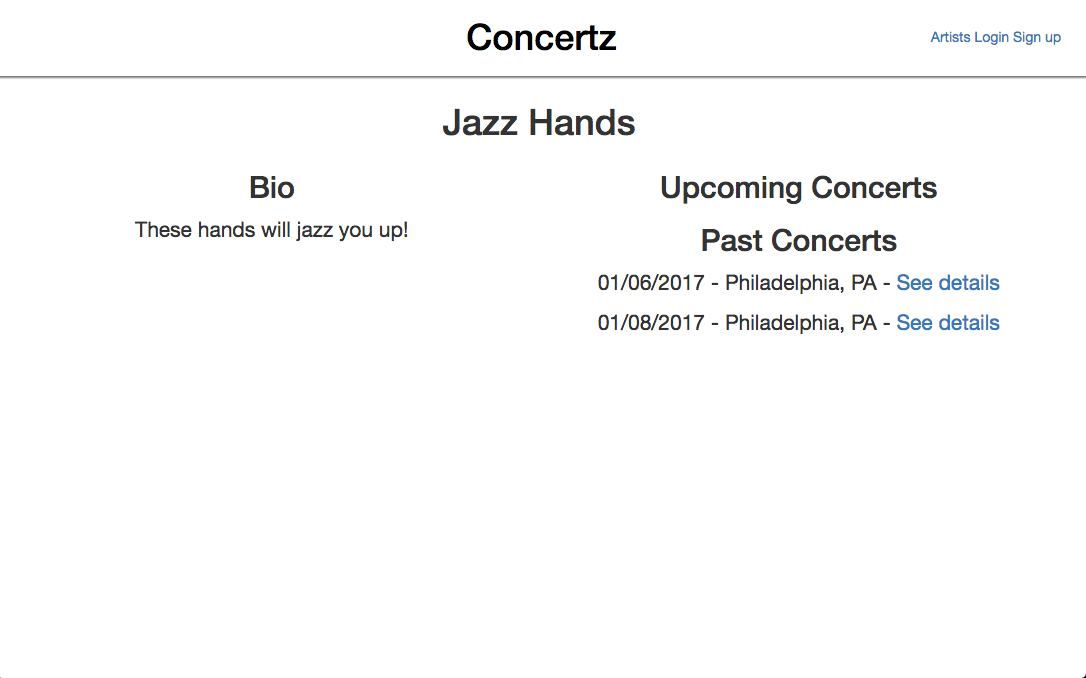 Concertz
Artists Login Sign up
Jazz Hands
Bio
These hands will jazz you up!
Upcoming Concerts
Past Concerts
01/06/2017 - Philadelphia, PA - See details
01/08/2017 - Philadelphia, PA - See details